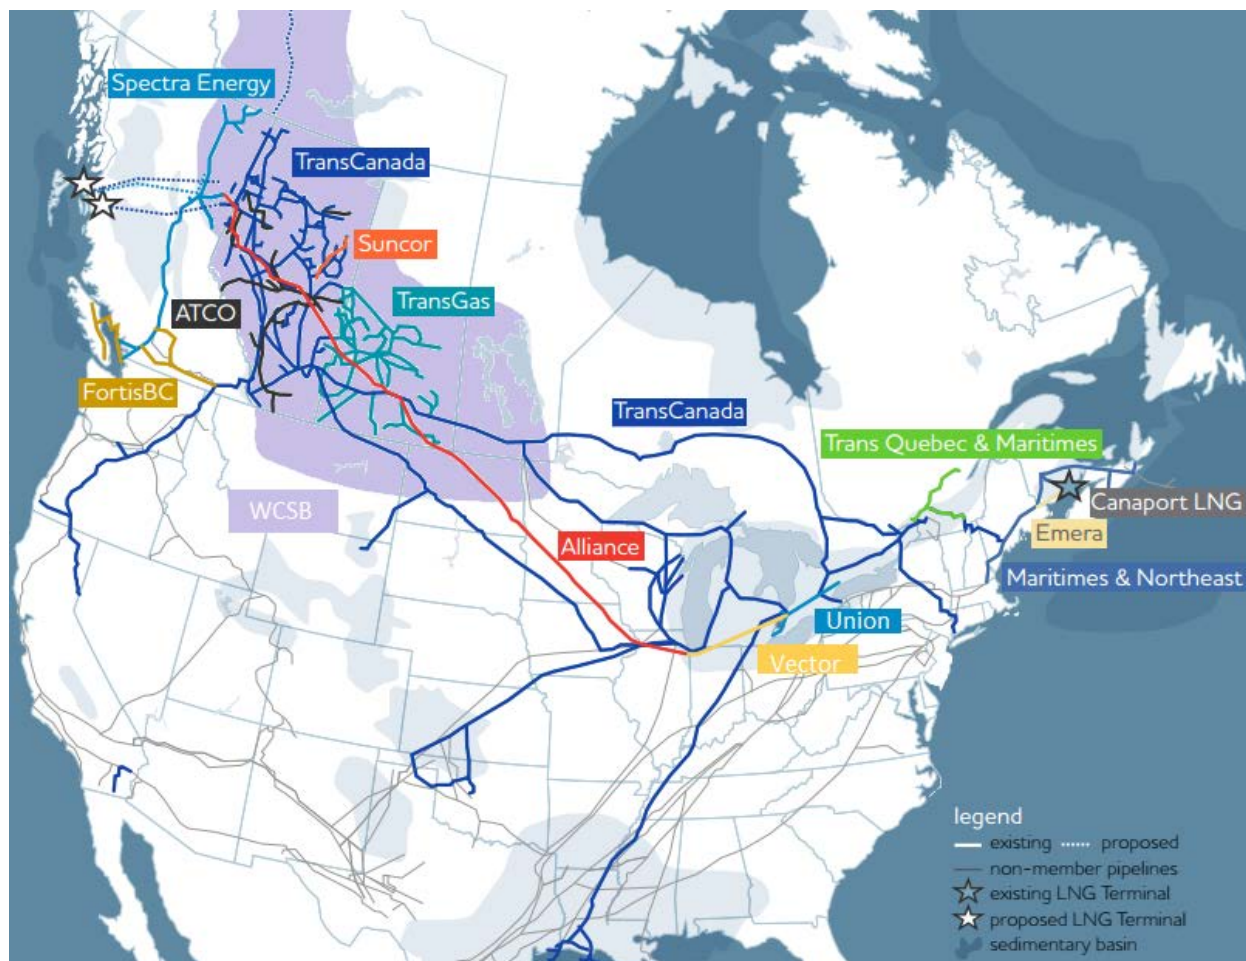 Spectra Energy
TransCanada
Suncor
TransGas
ATCO
FortisBC
TransCanada
Trans Quebec & Maritimes
WCSB
Canaport LNG
Emera
Alliance
Maritimes & Northeast
Union
Vector
legend
existing
proposed
non-member pipelines
existing LNG Terminal
proposed LNG Terminal
sedimentary basin